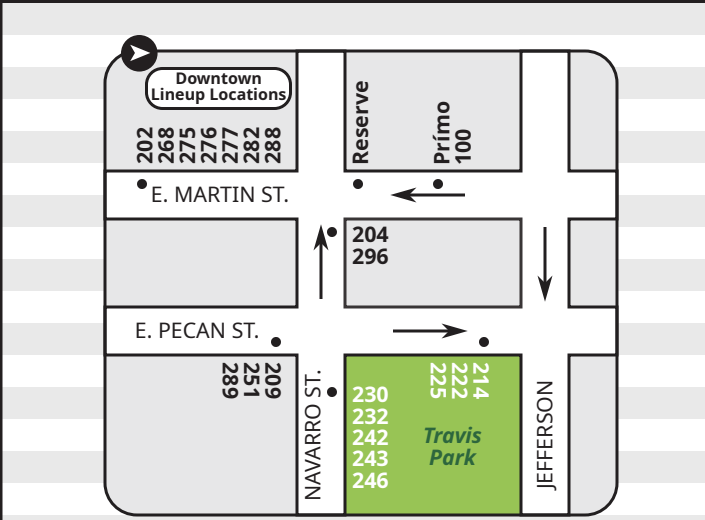 Downtown
Lineup Locations
202
268
275
276
277
282
288
Reserve
Prímo
100
E. MARTIN ST.
204
296
E. PECAN ST.
289
251
209
NAVARRO ST.
230
232
242
243
246
225
222
214
Travis
Park
JEFFERSON